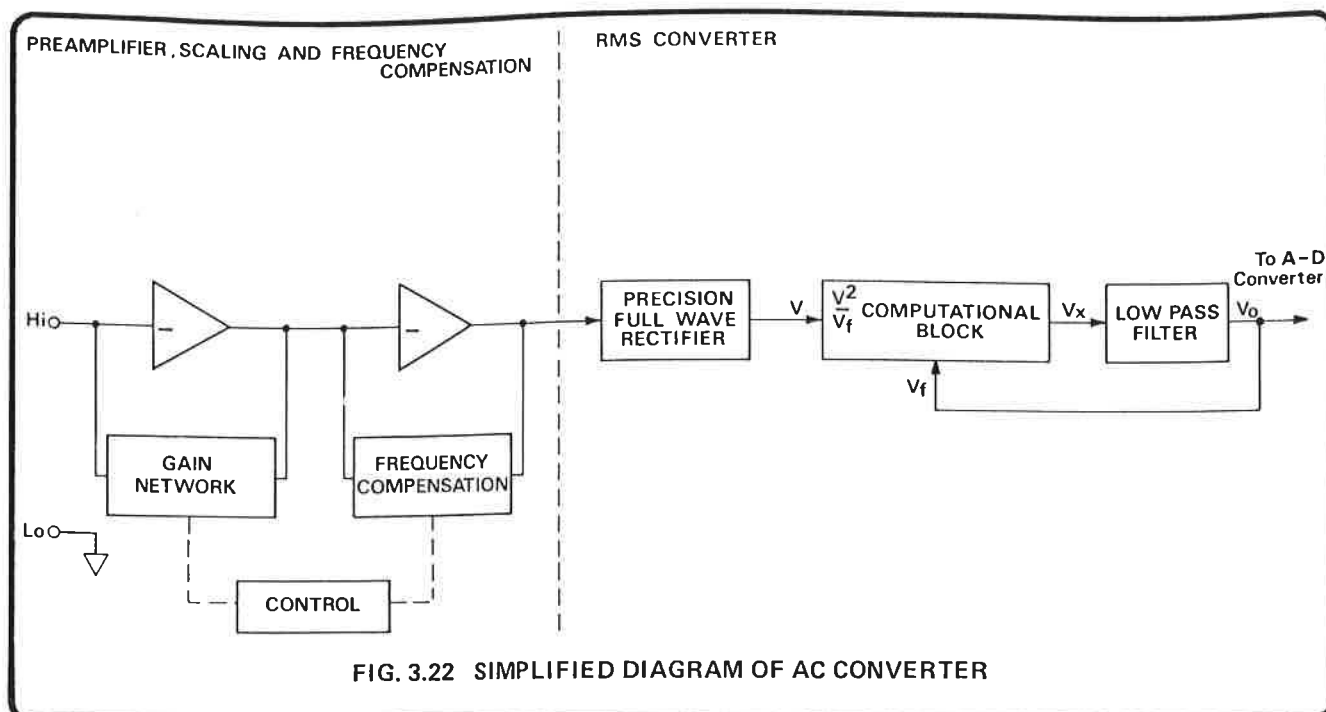 PREAMPLIFIER, SCALING AND FREQUENCY
COMPENSATION
RMS CONVERTER
Hi
−
−
GAIN
NETWORK
FREQUENCY
COMPENSATION
Lo
CONTROL
PRECISION
FULL WAVE
RECTIFIER
V
V²/Vf COMPUTATIONAL
BLOCK
Vx
LOW PASS
FILTER
Vo
To A-D
Converter
Vf
FIG. 3.22 SIMPLIFIED DIAGRAM OF AC CONVERTER